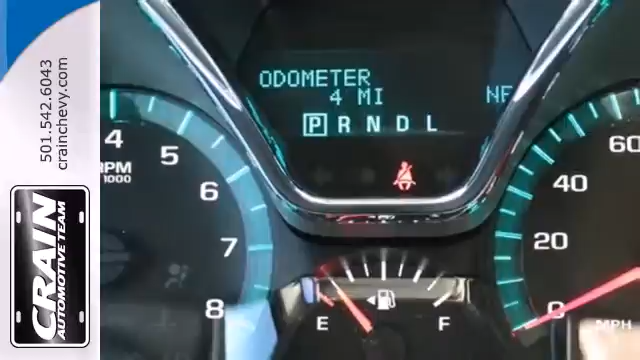 501.542.6043
crainchevy.com
CRAIN
AUTOMOTIVE TEAM
ODOMETER
4 MI
P R N D L
4
5
6
7
8
RPM
1000
E
F
60
40
20
0
MPH